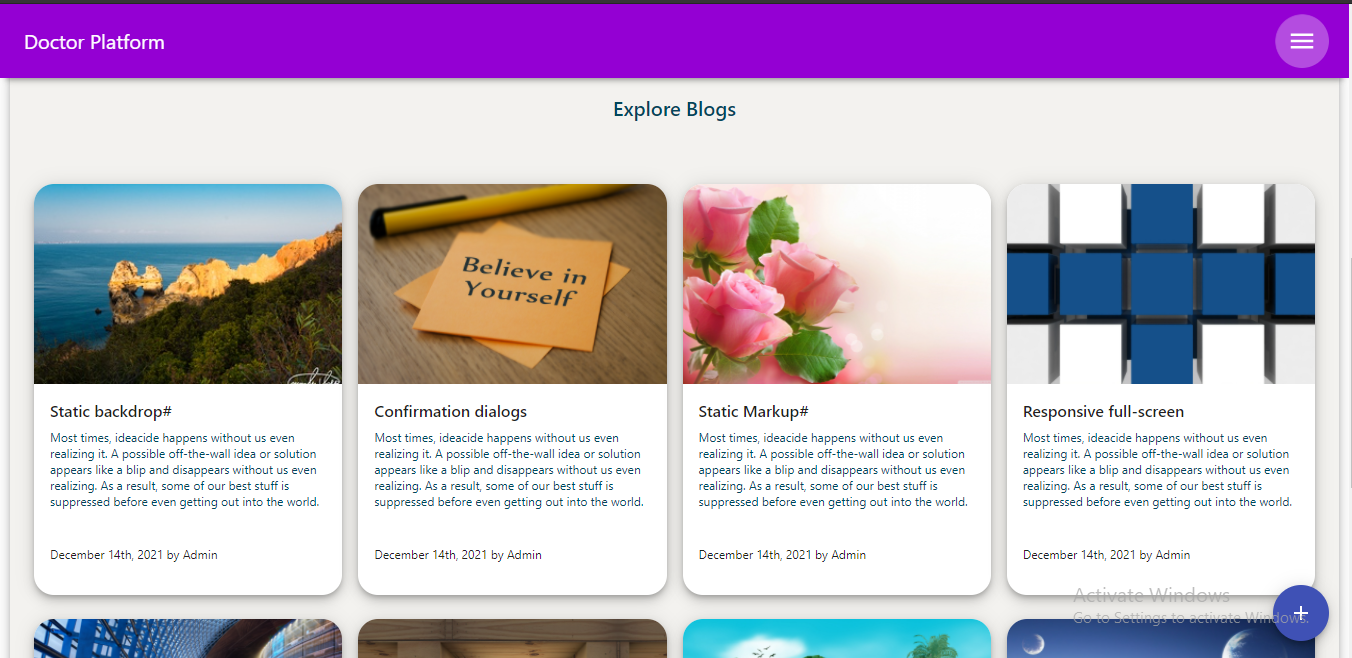 Doctor Platform
Explore Blogs
Believe in
Yourself
Static backdrop#
Most times, ideacide happens without us even
realizing it. A possible off-the-wall idea or solution
appears like a blip and disappears without us even
realizing. As a result, some of our best stuff is
suppressed before even getting out into the world.
December 14th, 2021 by Admin
Confirmation dialogs
Most times, ideacide happens without us even
realizing it. A possible off-the-wall idea or solution
appears like a blip and disappears without us even
realizing. As a result, some of our best stuff is
suppressed before even getting out into the world.
December 14th, 2021 by Admin
Static Markup#
Most times, ideacide happens without us even
realizing it. A possible off-the-wall idea or solution
appears like a blip and disappears without us even
realizing. As a result, some of our best stuff is
suppressed before even getting out into the world.
December 14th, 2021 by Admin
Responsive full-screen
Most times, ideacide happens without us even
realizing it. A possible off-the-wall idea or solution
appears like a blip and disappears without us even
realizing. As a result, some of our best stuff is
suppressed before even getting out into the world.
December 14th, 2021 by Admin
Activate Windows
Go to Settings to activate Windows.
+